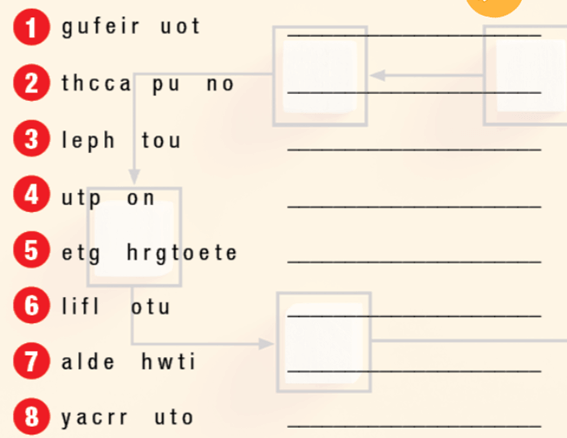 1 gufeir uot
2 thcca pu no
3 leph tou
4 utp on
5 etg hrgtoete
6 lifl otu
7 alde hwti
8 yacrr uto